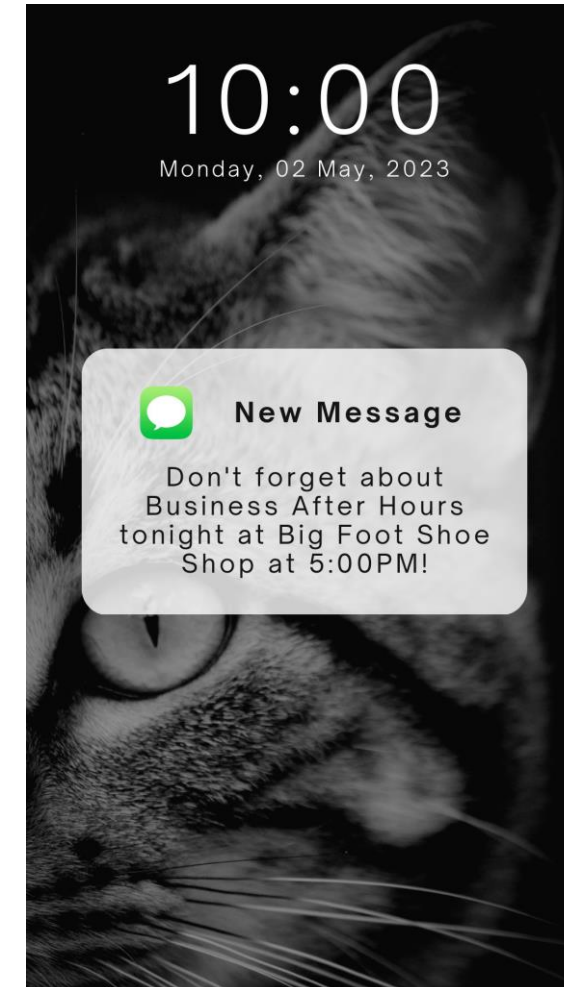 10:00
Monday, 02 May, 2023
New Message
Don't forget about
Business After Hours
tonight at Big Foot Shoe
Shop at 5:00PM!